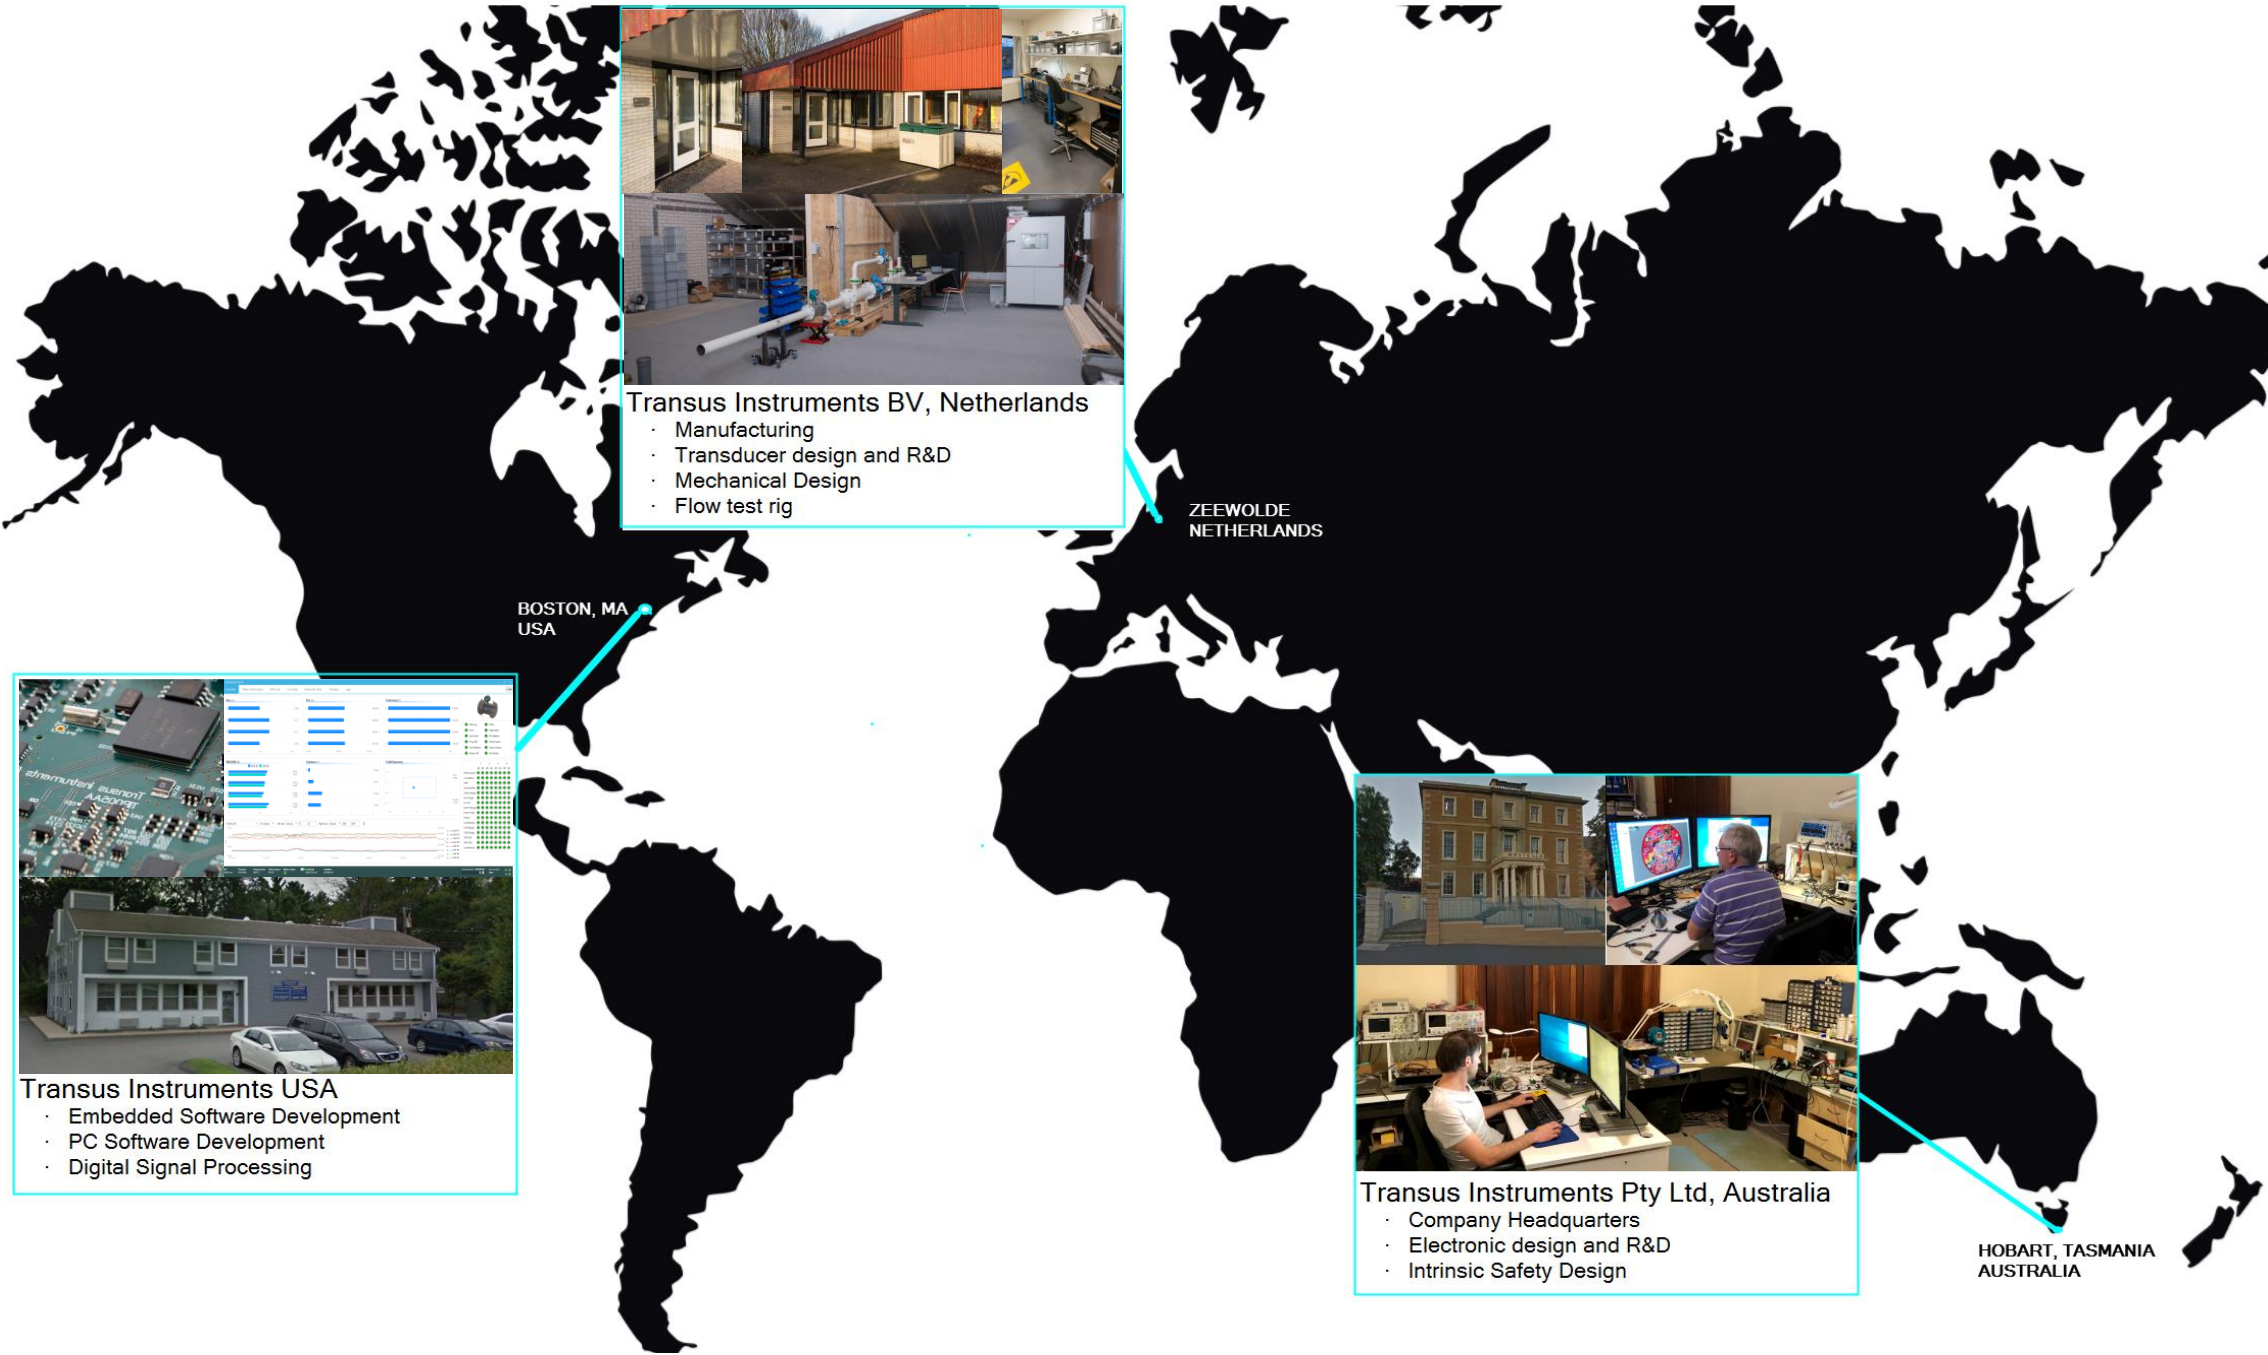 Transus Instruments BV, Netherlands
· Manufacturing
· Transducer design and R&D
· Mechanical Design
· Flow test rig
ZEEWOLDE
NETHERLANDS
BOSTON, MA
USA
Transus Instruments
Transus Instruments USA
· Embedded Software Development
· PC Software Development
· Digital Signal Processing
Transus Instruments Pty Ltd, Australia
· Company Headquarters
· Electronic design and R&D
· Intrinsic Safety Design
HOBART, TASMANIA
AUSTRALIA